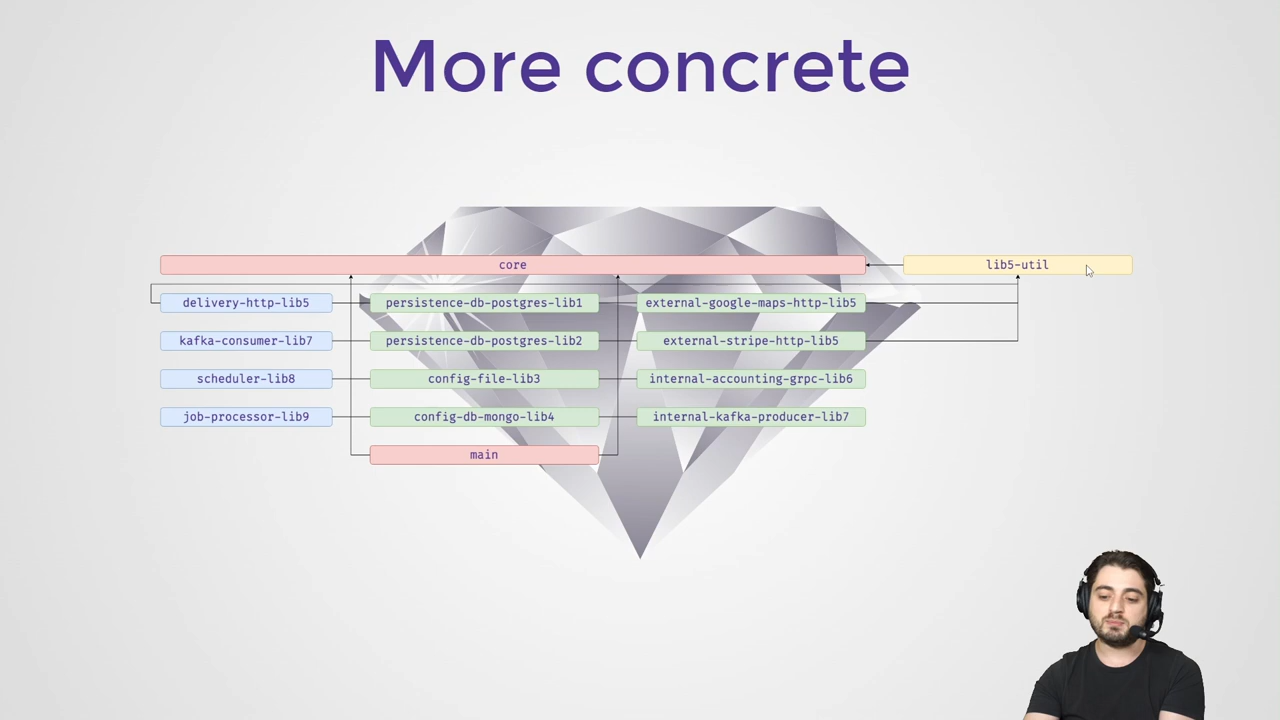 More concrete
core
lib5-util
delivery-http-lib5
persistence-db-postgres-lib1
external-google-maps-http-lib5
kafka-consumer-lib7
persistence-db-postgres-lib2
external-stripe-http-lib5
scheduler-lib8
config-file-lib3
internal-accounting-grpc-lib6
job-processor-lib9
config-db-mongo-lib4
internal-kafka-producer-lib7
main